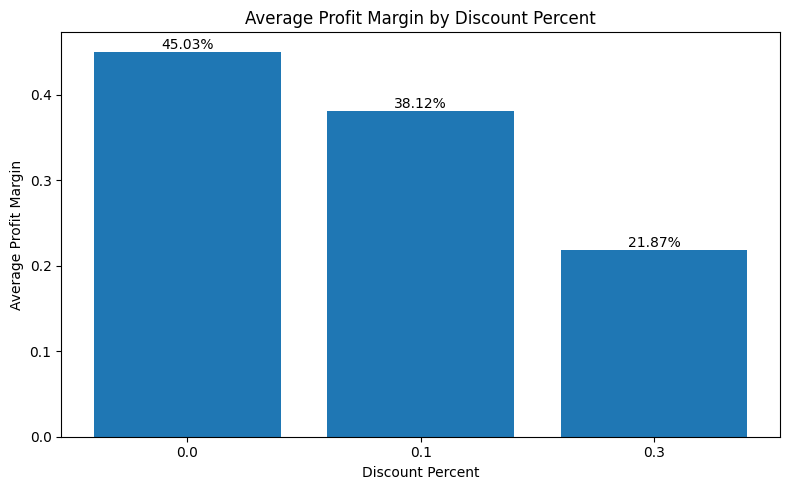 Average Profit Margin by Discount Percent
45.03%
38.12%
21.87%
0.4
0.3
0.2
0.1
0.0
Average Profit Margin
0.0 0.1 0.3
Discount Percent